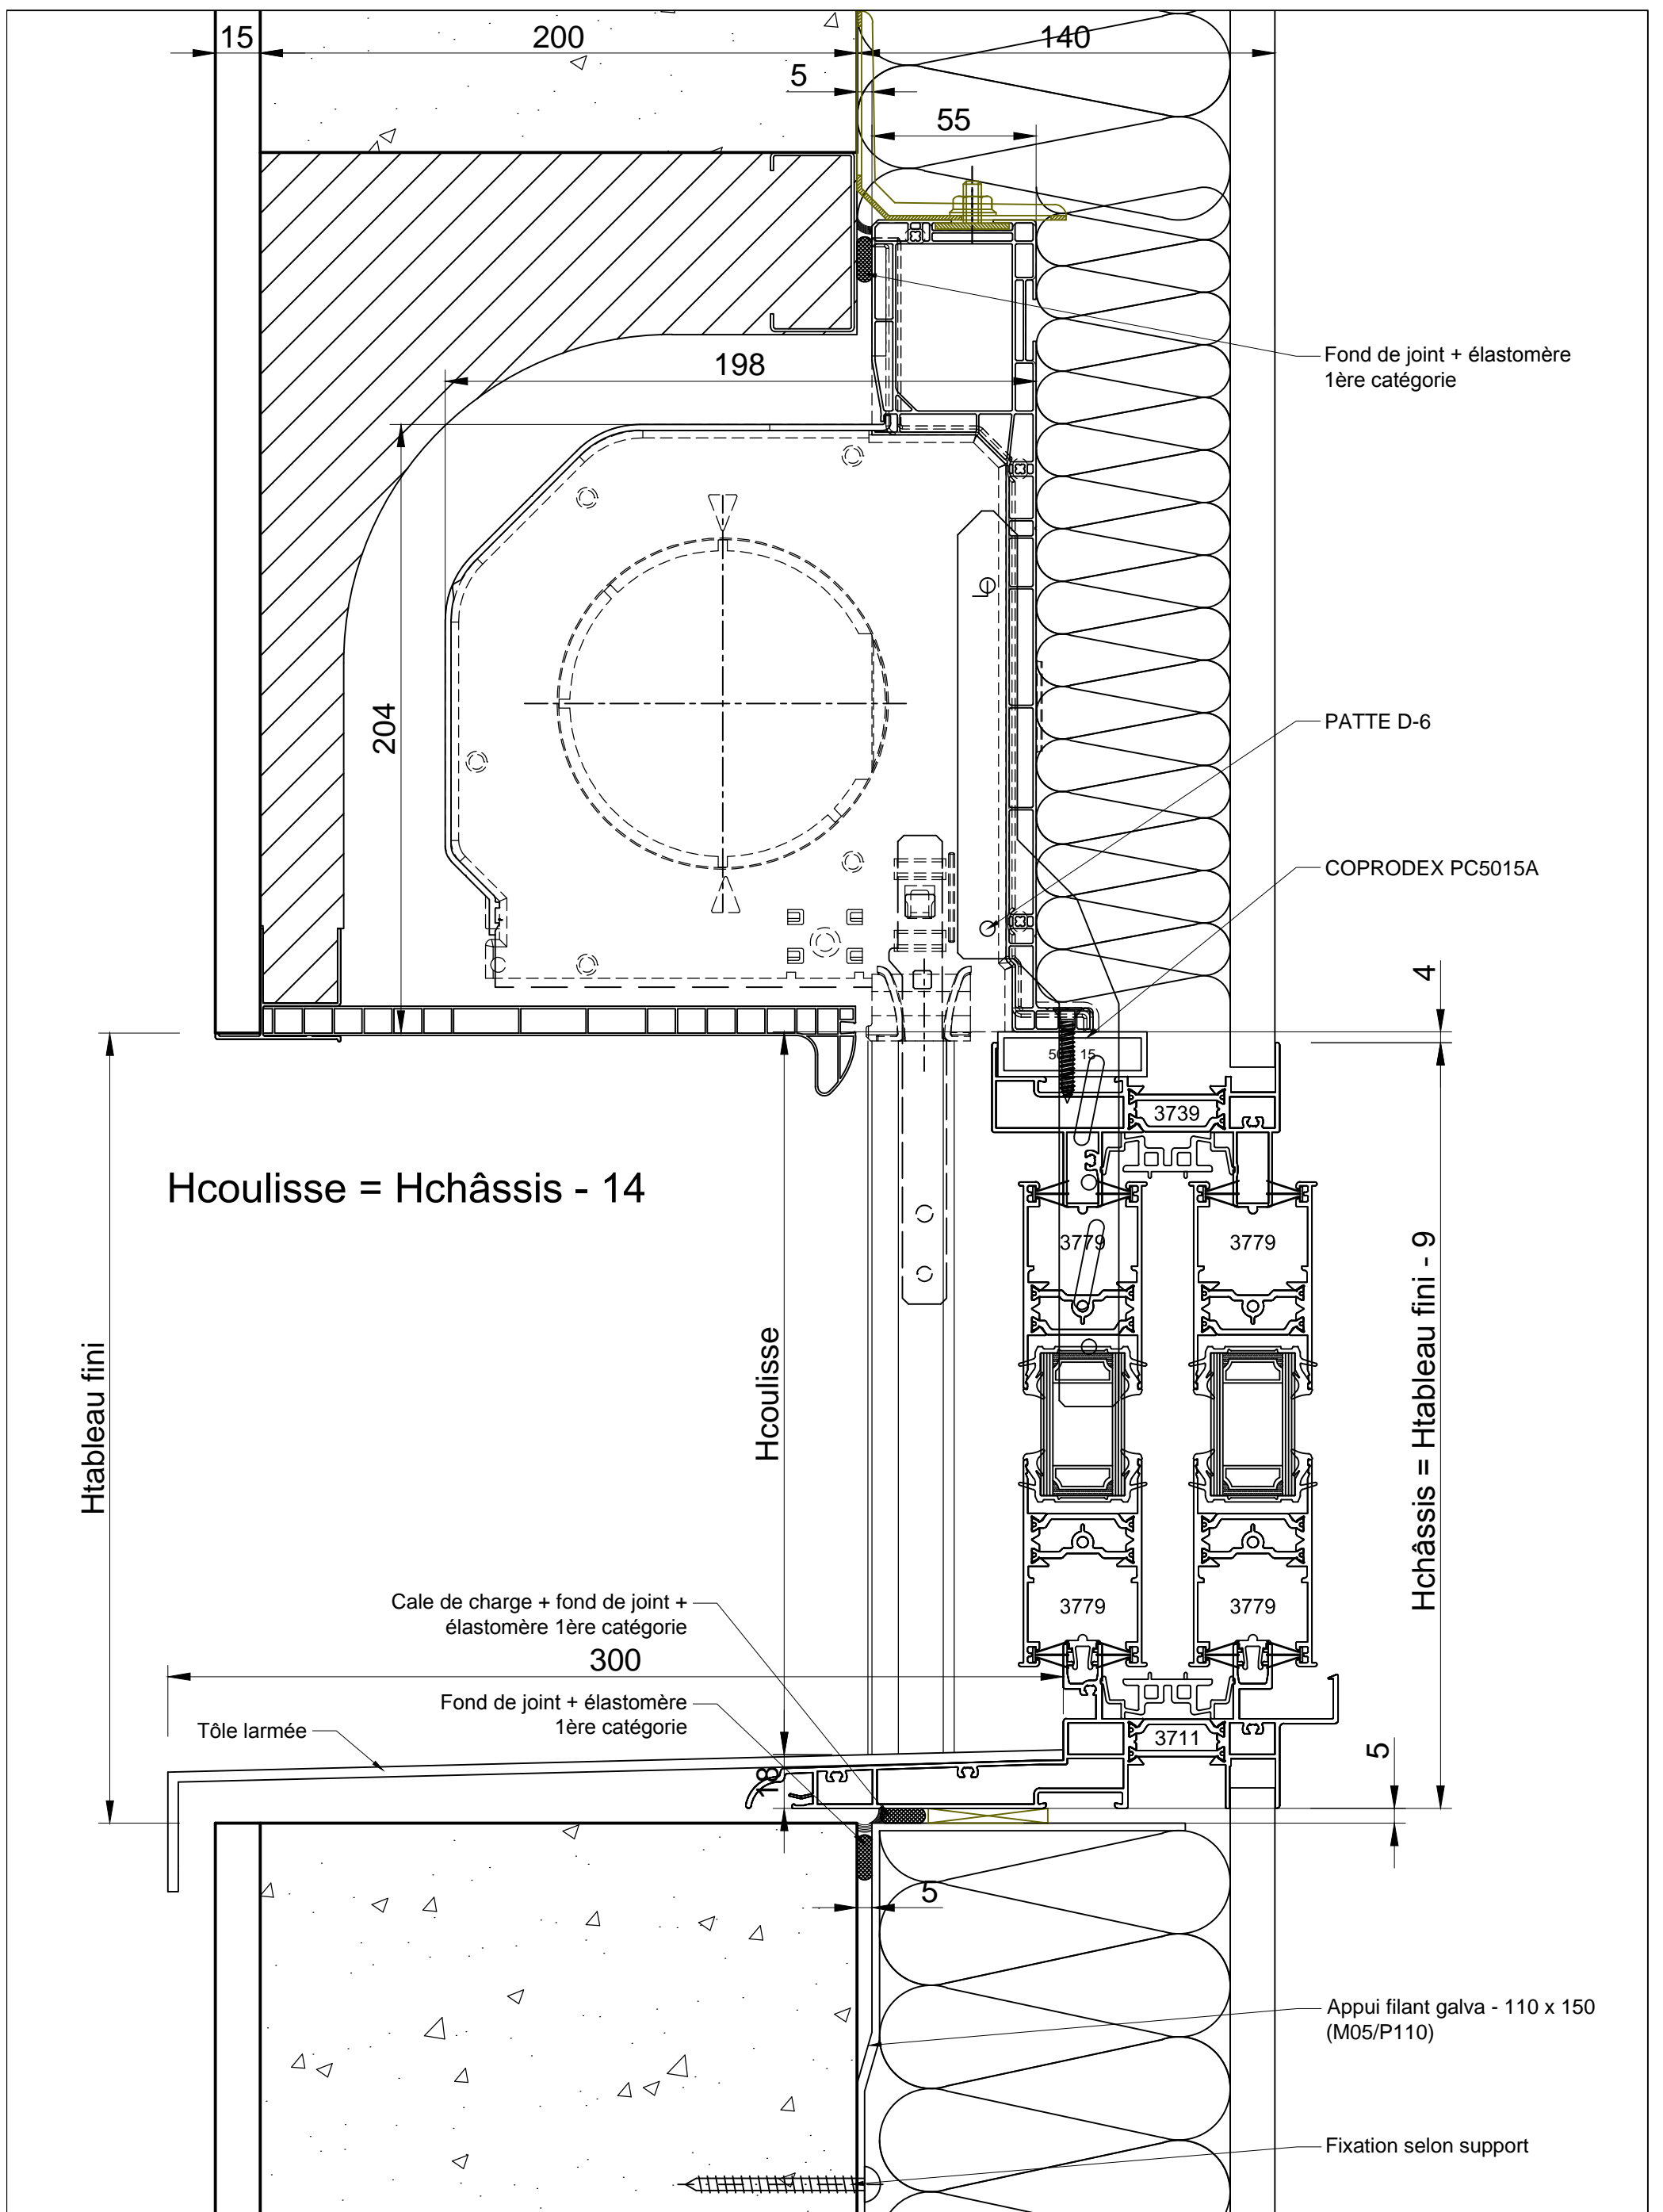 15
200
140
5
55
Fond de joint + élastomère
1ère catégorie
198
204
PATTE D-6
COPRODEX PC5015A
4
50 15
3739
Hcoulisse = Hchâssis - 14
3779
3779
Htableau fini
Hcoulisse
Hchâssis = Htableau fini - 9
Cale de charge + fond de joint +
élastomère 1ère catégorie
3779
3779
300
Fond de joint + élastomère
1ère catégorie
Tôle larmée
3711
18
5
5
Appui filant galva - 110 x 150
(M05/P110)
Fixation selon support